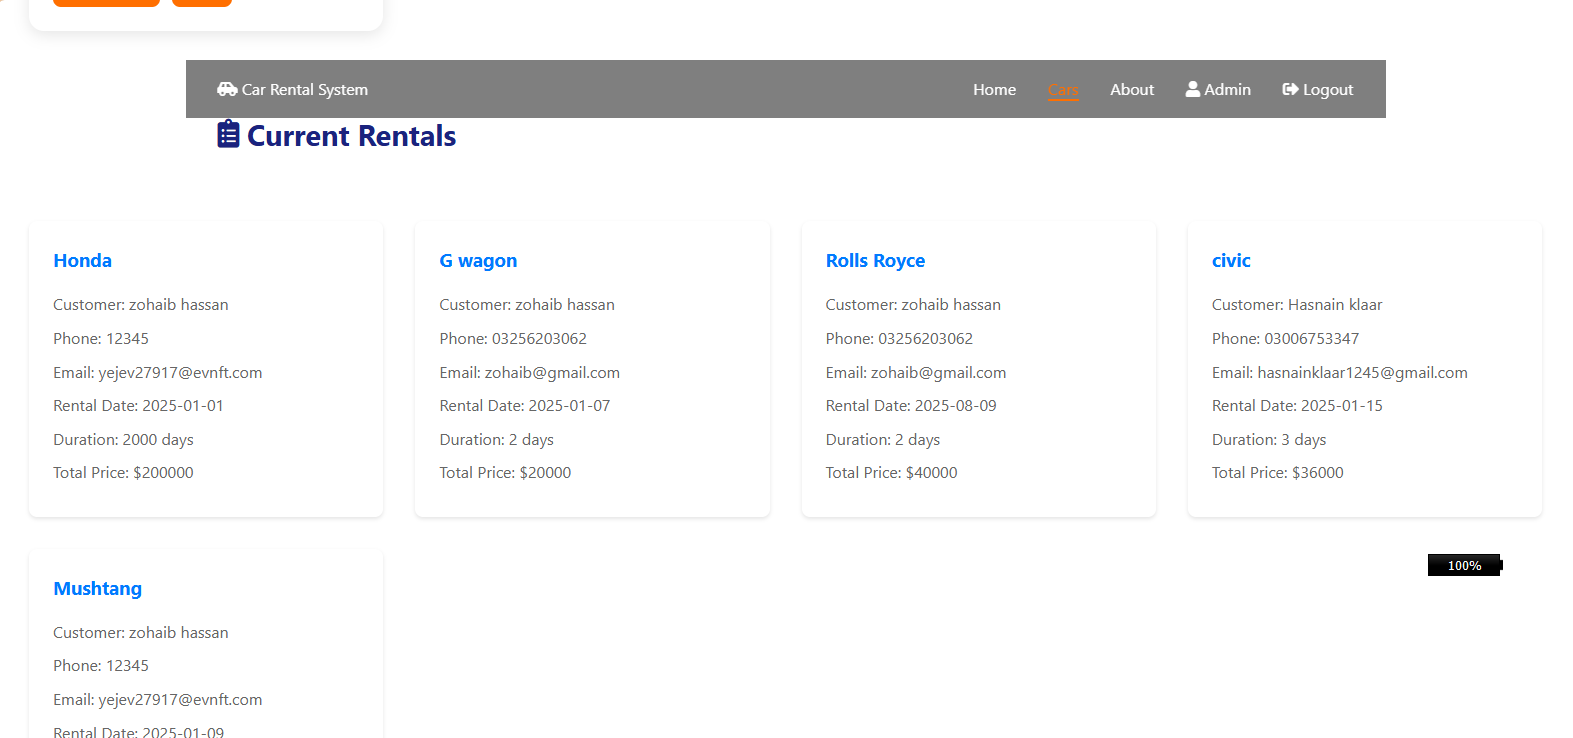 Car Rental System
Home Cars About Admin Logout
Current Rentals
Honda
Customer: zohaib hassan
Phone: 12345
Email: yejev27917@evnft.com
Rental Date: 2025-01-01
Duration: 2000 days
Total Price: $200000
G wagon
Customer: zohaib hassan
Phone: 03256203062
Email: zohaib@gmail.com
Rental Date: 2025-01-07
Duration: 2 days
Total Price: $20000
Rolls Royce
Customer: zohaib hassan
Phone: 03256203062
Email: zohaib@gmail.com
Rental Date: 2025-08-09
Duration: 2 days
Total Price: $40000
civic
Customer: Hasnain klaar
Phone: 03006753347
Email: hasnainklaar1245@gmail.com
Rental Date: 2025-01-15
Duration: 3 days
Total Price: $36000
Mushtang
Customer: zohaib hassan
Phone: 12345
Email: yejev27917@evnft.com
Rental Date: 2025-01-09
100%